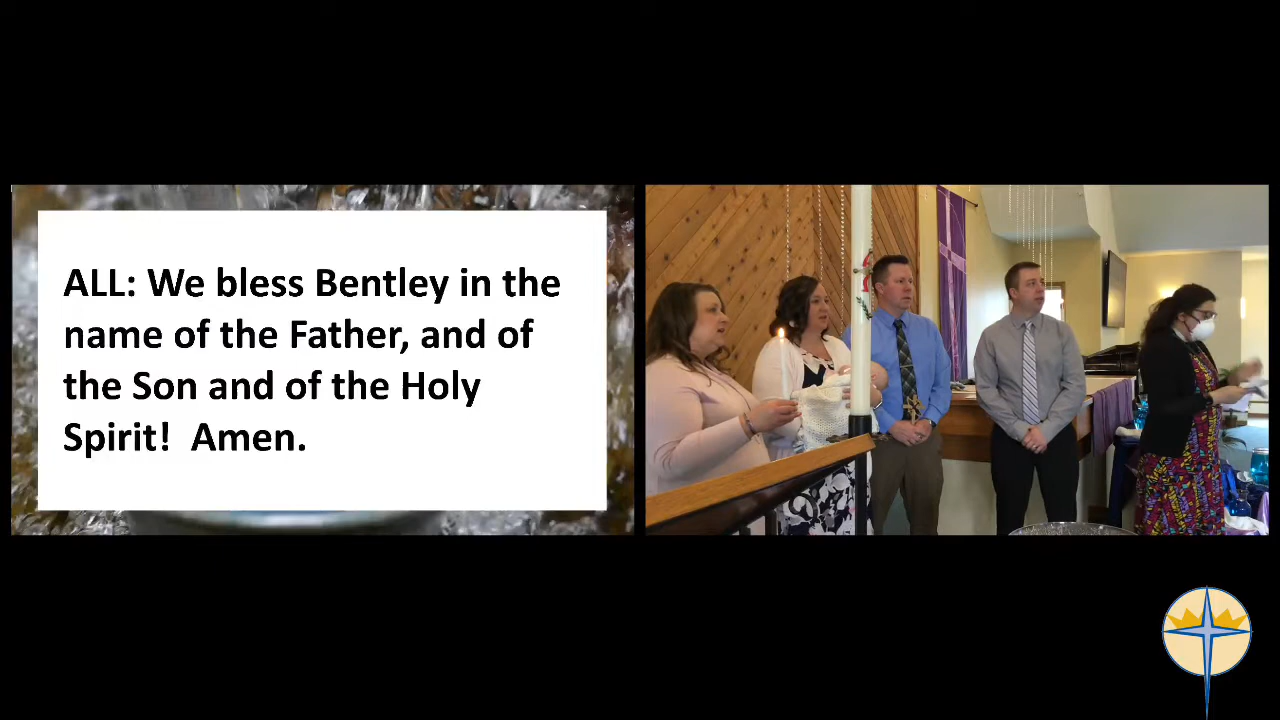 ALL: We bless Bentley in the
name of the Father, and of
the Son and of the Holy
Spirit!  Amen.